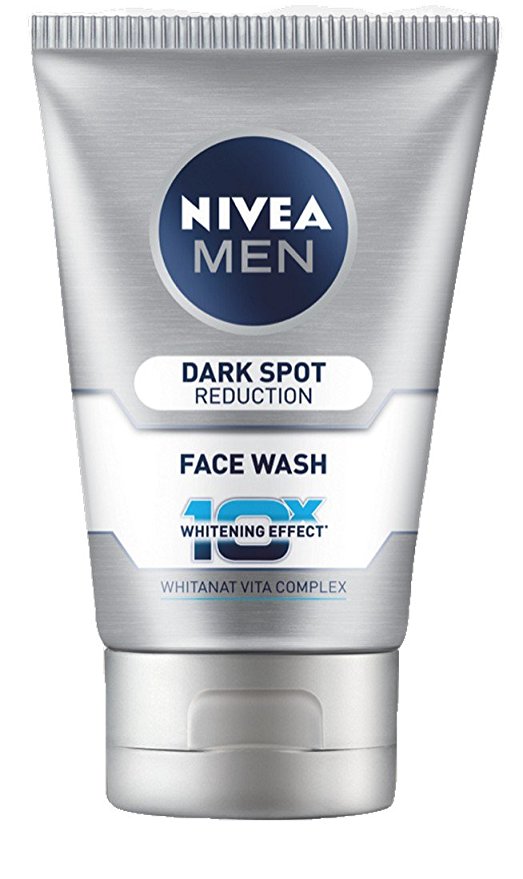 NIVEA
MEN
DARK SPOT
REDUCTION
FACE WASH
10X
WHITENING EFFECT*
WHITANAT VITA COMPLEX